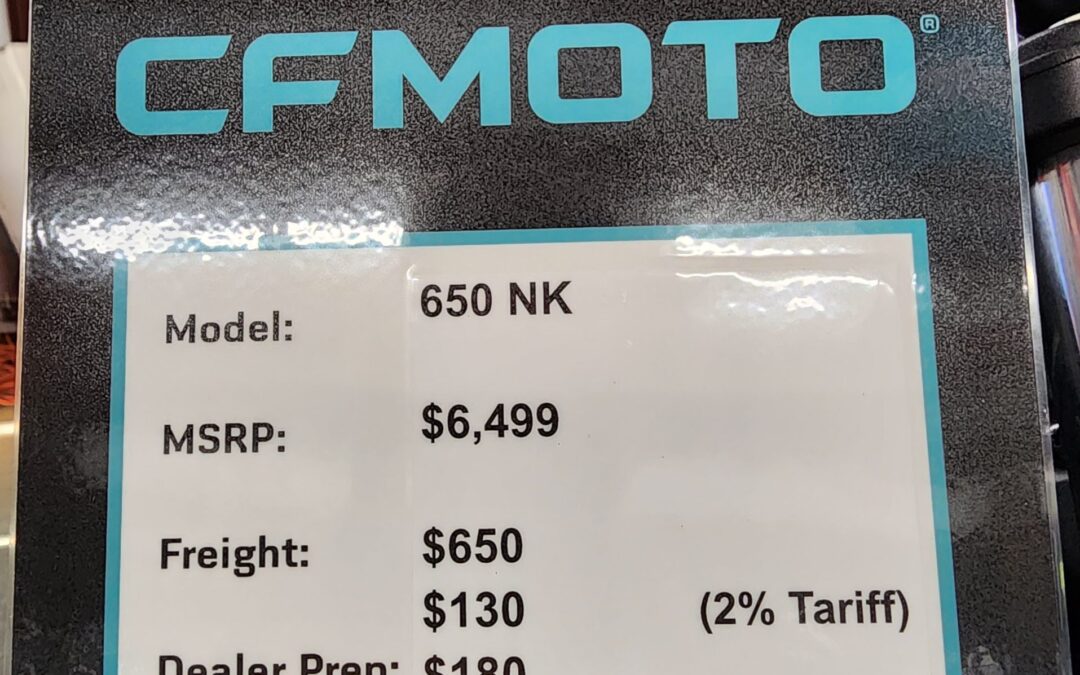 CFMOTO®
Model: 650 NK
MSRP: $6,499
Freight: $650
$130 (2% Tariff)
Dealer Prep: $180